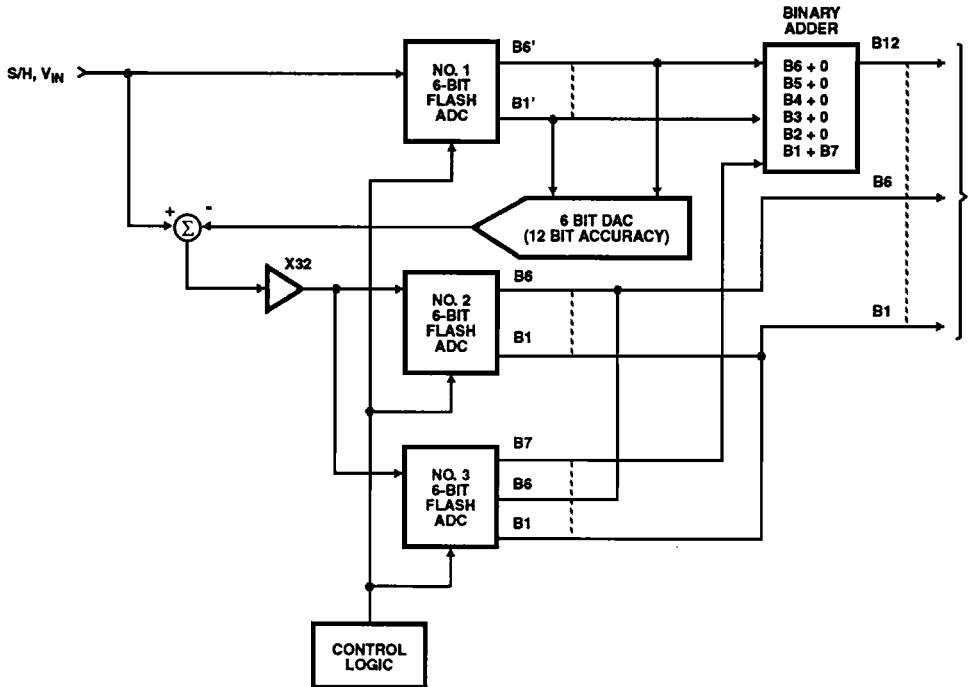 BINARY
ADDER
B12
B6'
S/H, VIN
NO. 1
6-BIT
FLASH
ADC
B1'
B6 + 0
B5 + 0
B4 + 0
B3 + 0
B2 + 0
B1 + B7
B6
+
-
Σ
6 BIT DAC
(12 BIT ACCURACY)
X32
B6
NO. 2
6-BIT
FLASH
ADC
B1
B1
B7
NO. 3
6-BIT
FLASH
ADC
B6
B1
CONTROL
LOGIC